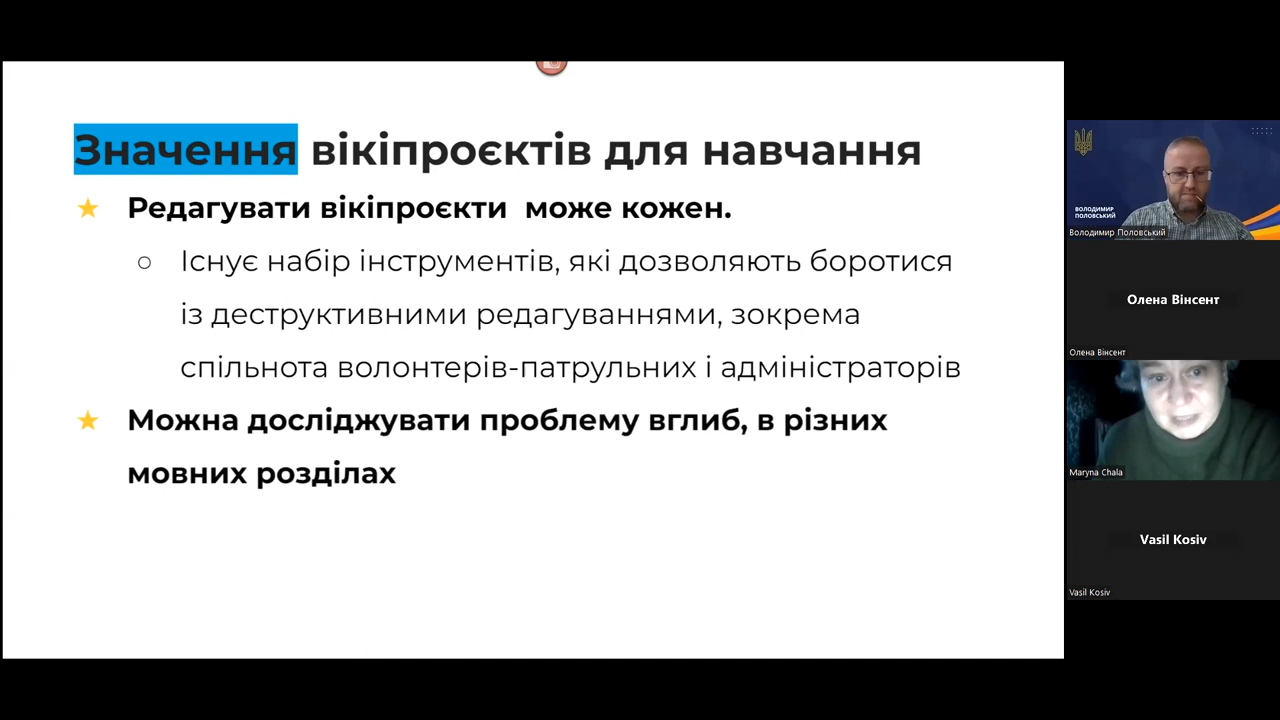 Значення вікіпроєктів для навчання
Редагувати вікіпроєкти може кожен.
Існує набір інструментів, які дозволяють боротися
із деструктивними редагуваннями, зокрема
спільнота волонтерів-патрульних і адміністраторів
Можна досліджувати проблему вглиб, в різних
мовних розділах
ВОЛОДИМИР
ПОЛОВСЬКИЙ
Володимир Половський
Олена Вінсент
Олена Вінсент
Maryna Chala
Vasil Kosiv
Vasil Kosiv